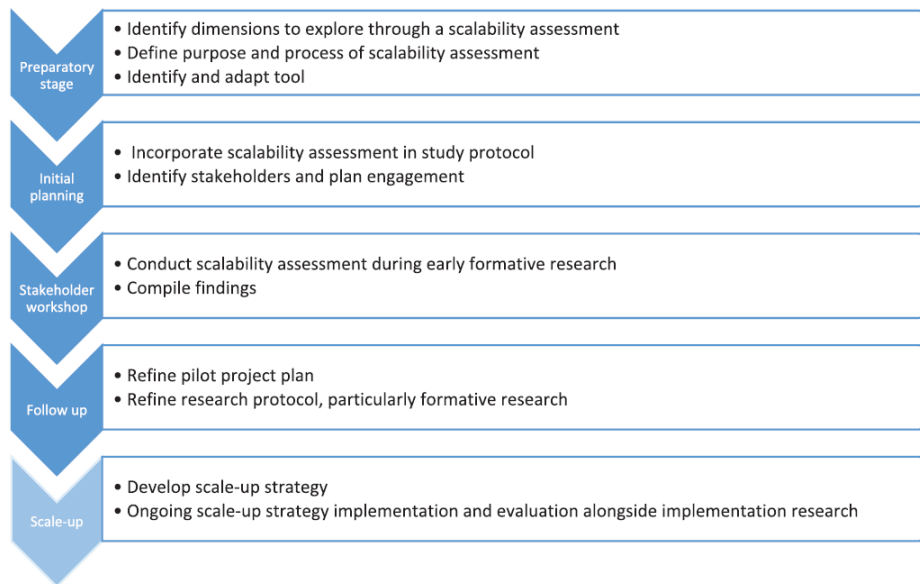 Preparatory
stage
• Identify dimensions to explore through a scalability assessment
• Define purpose and process of scalability assessment
• Identify and adapt tool
Initial
planning
• Incorporate scalability assessment in study protocol
• Identify stakeholders and plan engagement
Stakeholder
workshop
• Conduct scalability assessment during early formative research
• Compile findings
Follow up
• Refine pilot project plan
• Refine research protocol, particularly formative research
Scale-up
• Develop scale-up strategy
• Ongoing scale-up strategy implementation and evaluation alongside implementation research